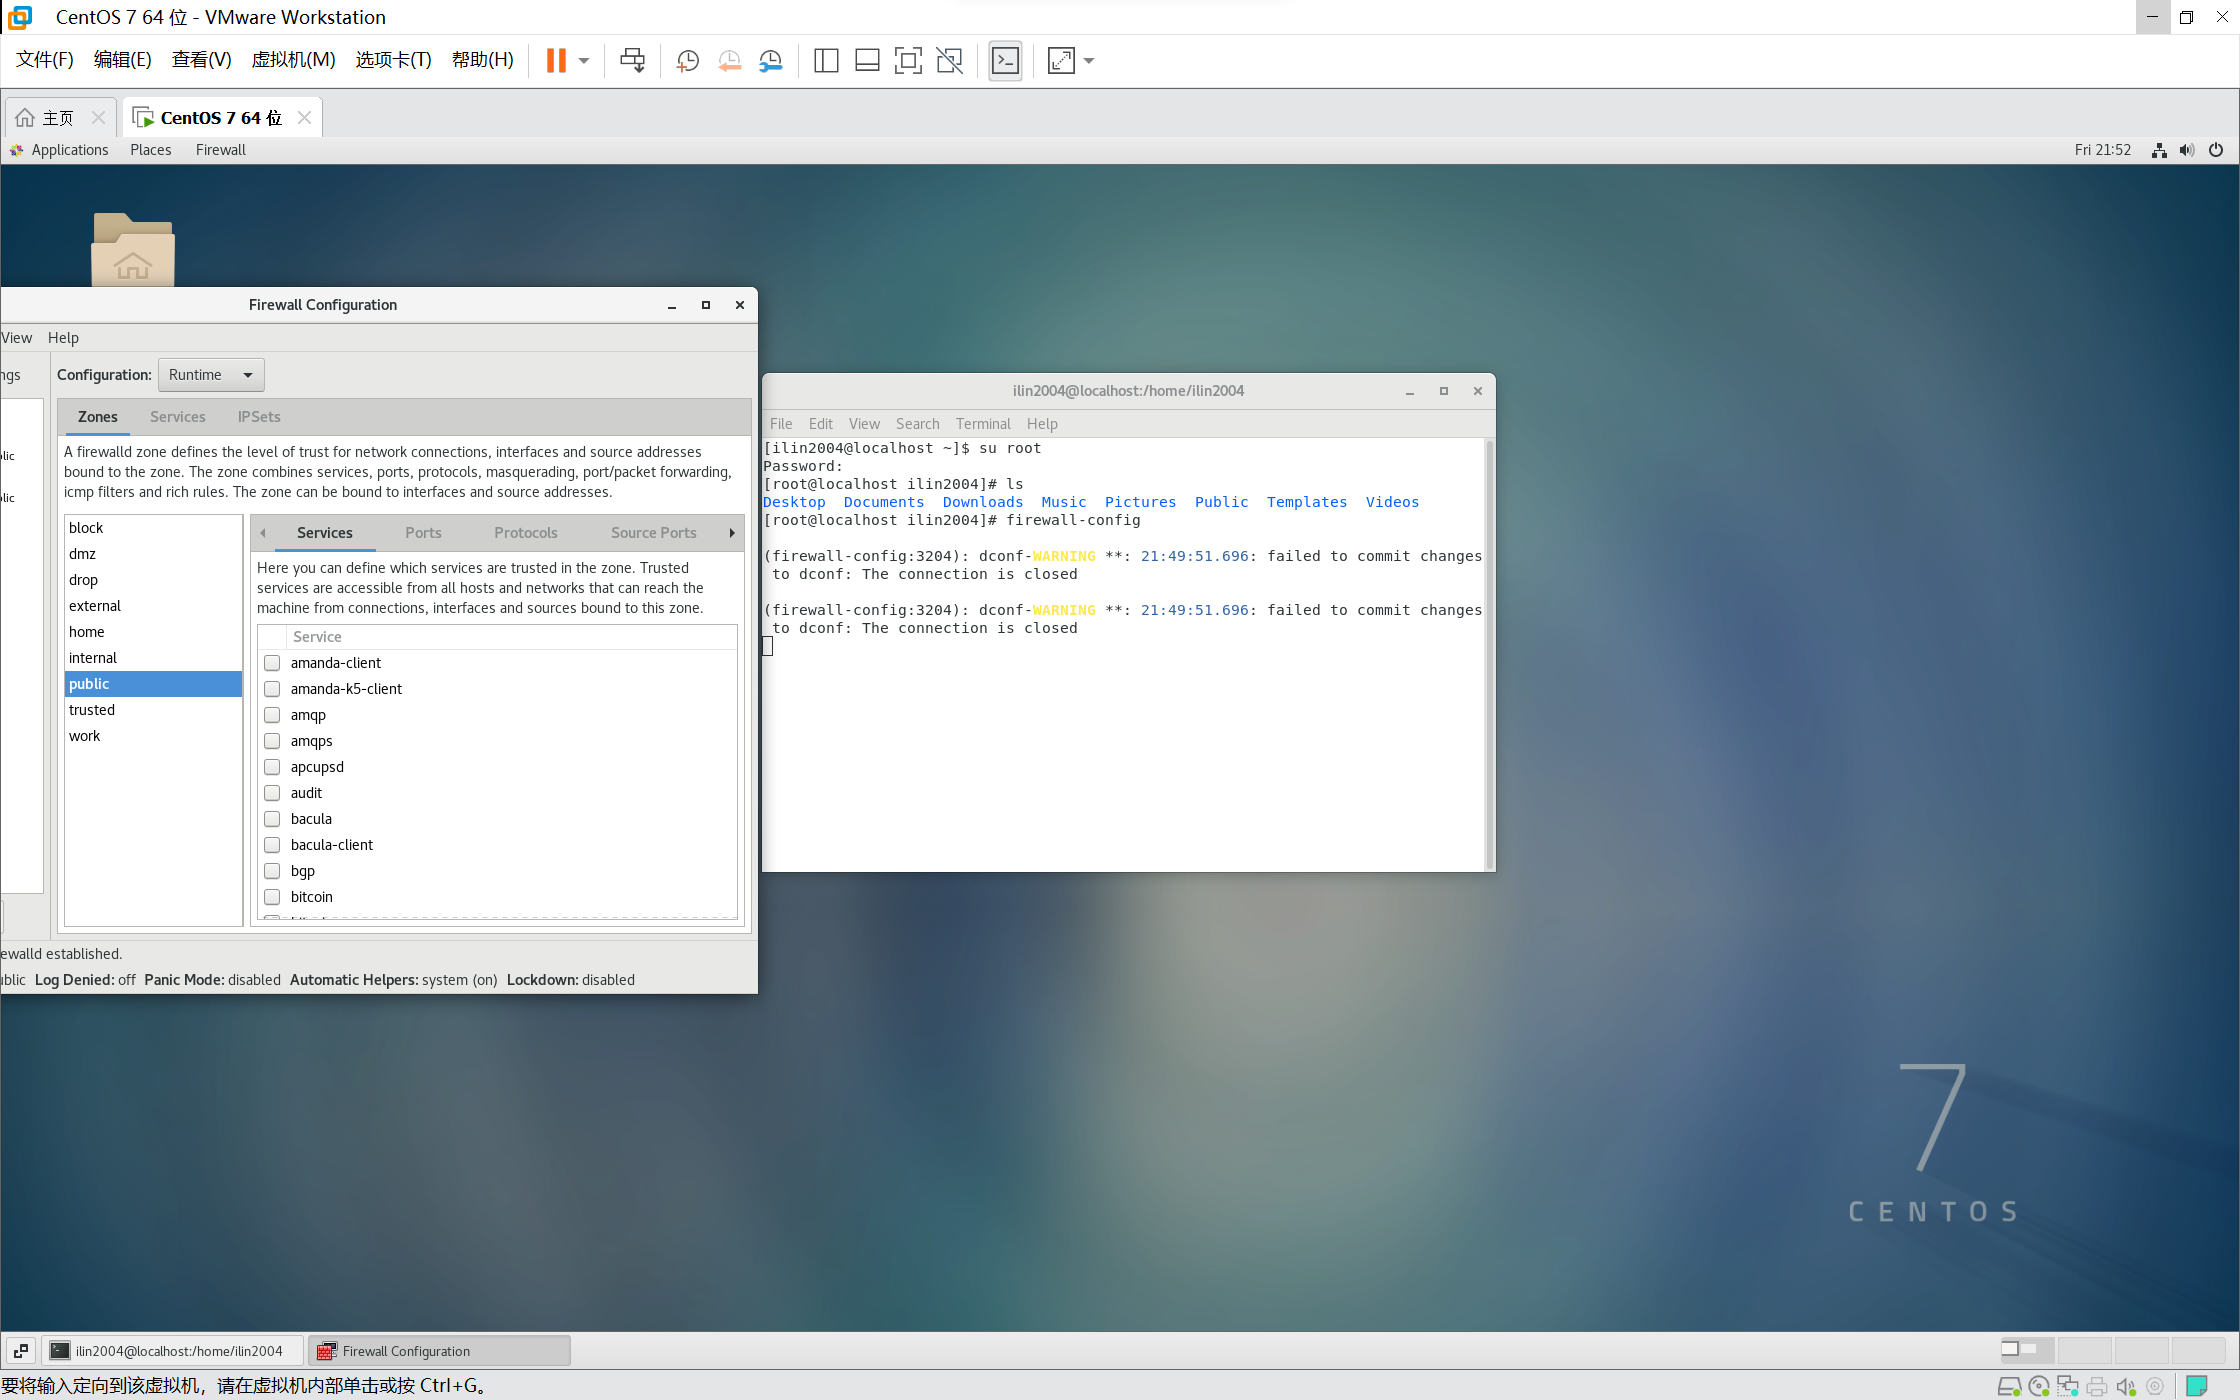 CentOS 7 64 位 - VMware Workstation
文件(F) 编辑(E) 查看(V) 虚拟机(M) 选项卡(T) 帮助(H)
主页 CentOS 7 64 位
Applications Places Firewall Fri 21:52
Firewall Configuration
View Help
ngs Configuration: Runtime
Zones Services IPSets
A firewalld zone defines the level of trust for network connections, interfaces and source addresses
bound to the zone. The zone combines services, ports, protocols, masquerading, port/packet forwarding,
icmp filters and rich rules. The zone can be bound to interfaces and source addresses.
blic
blic
block
dmz
drop
external
home
internal
public
trusted
work
Services Ports Protocols Source Ports
Here you can define which services are trusted in the zone. Trusted
services are accessible from all hosts and networks that can reach the
machine from connections, interfaces and sources bound to this zone.
Service
amanda-client
amanda-k5-client
amqp
amqps
apcupsd
audit
bacula
bacula-client
bgp
bitcoin
ewalld established.
ublic Log Denied: off Panic Mode: disabled Automatic Helpers: system (on) Lockdown: disabled
ilin2004@localhost:/home/ilin2004
File Edit View Search Terminal Help
[ilin2004@localhost ~]$ su root
Password:
[root@localhost ilin2004]# ls
Desktop Documents Downloads Music Pictures Public Templates Videos
[root@localhost ilin2004]# firewall-config
(firewall-config:3204): dconf-WARNING **: 21:49:51.696: failed to commit changes
to dconf: The connection is closed
(firewall-config:3204): dconf-WARNING **: 21:49:51.696: failed to commit changes
to dconf: The connection is closed
7
CENTOS
ilin2004@localhost:/home/ilin2004 Firewall Configuration
要将输入定向到该虚拟机，请在虚拟机内部单击或按 Ctrl+G。